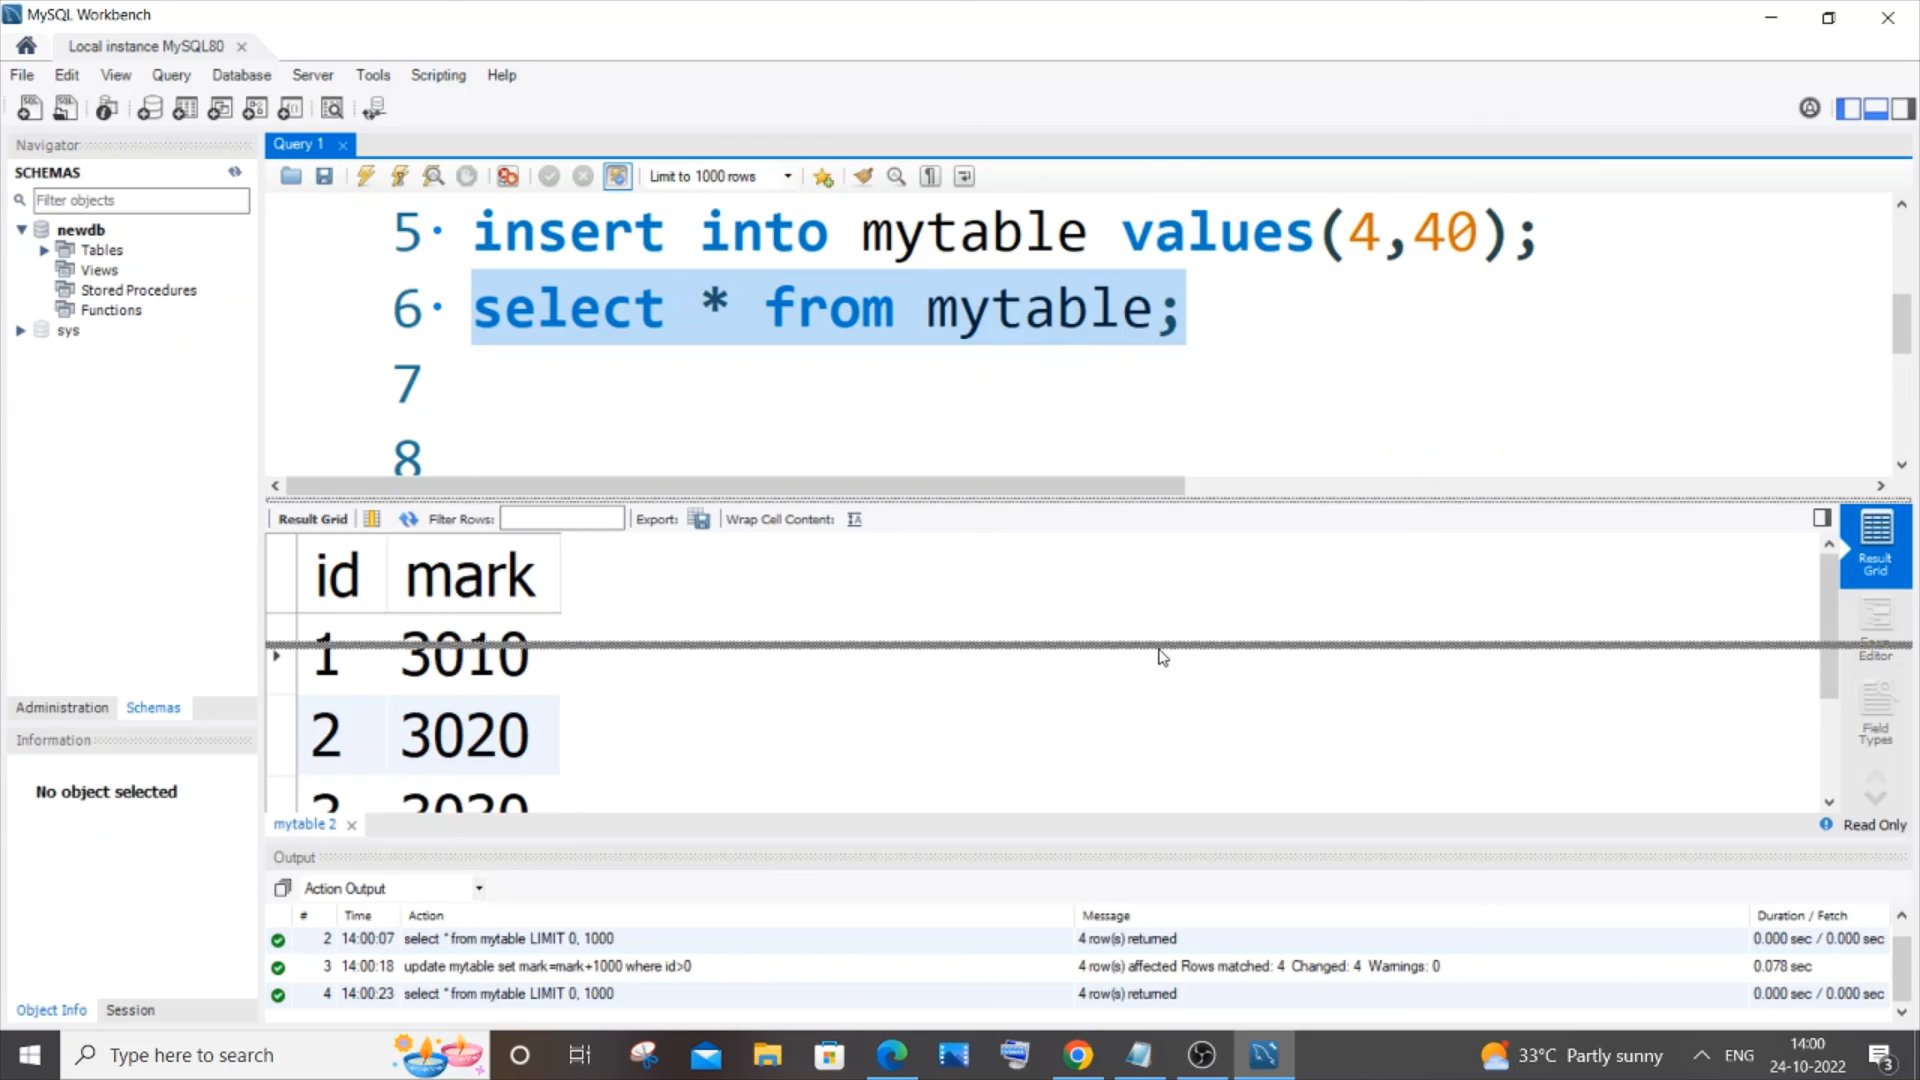 MySQL Workbench
Local instance MySQL80
File Edit View Query Database Server Tools Scripting Help
Navigator
SCHEMAS
Filter objects
newdb
Tables
Views
Stored Procedures
Functions
sys
Administration Schemas
Information
No object selected
Object Info Session
Query 1
Limit to 1000 rows
5 insert into mytable values(4,40);
6 select * from mytable;
7
8
Result Grid Filter Rows: Export: Wrap Cell Content:
id mark
1 3010
2 3020
Result
Grid
Editor
Field
Types
mytable 2
Read Only
Output
Action Output
# Time Action Message Duration / Fetch
2 14:00:07 select * from mytable LIMIT 0, 1000 4 row(s) returned 0.000 sec / 0.000 sec
3 14:00:18 update mytable set mark=mark+1000 where id>0 4 row(s) affected Rows matched: 4 Changed: 4 Warnings: 0 0.078 sec
4 14:00:23 select * from mytable LIMIT 0, 1000 4 row(s) returned 0.000 sec / 0.000 sec
Type here to search
33°C Partly sunny
ENG
14:00
24-10-2022
3